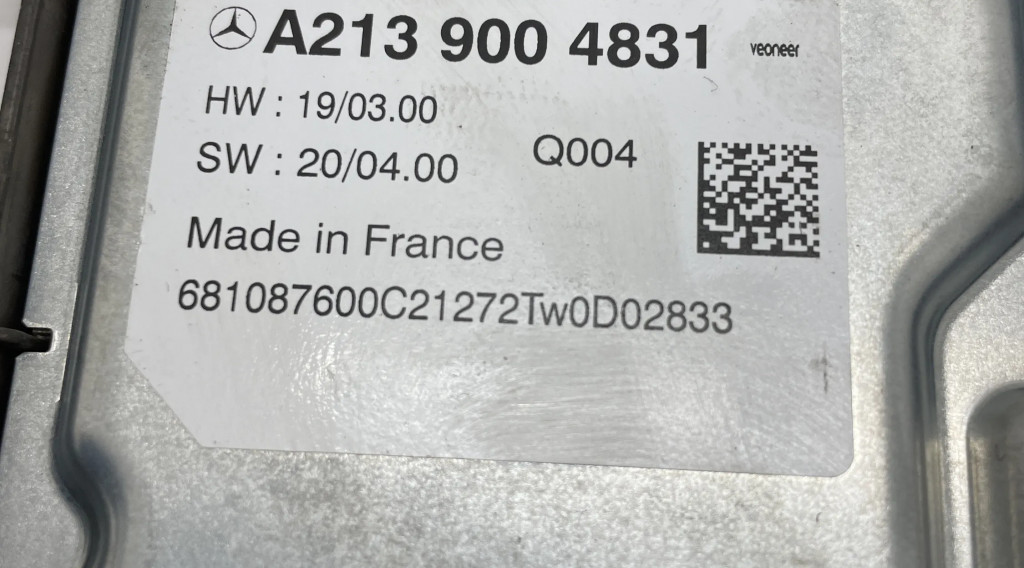 A213 900 4831 veoneer
HW : 19/03.00
SW : 20/04.00 Q004
Made in France
681087600C21272Tw0D02833